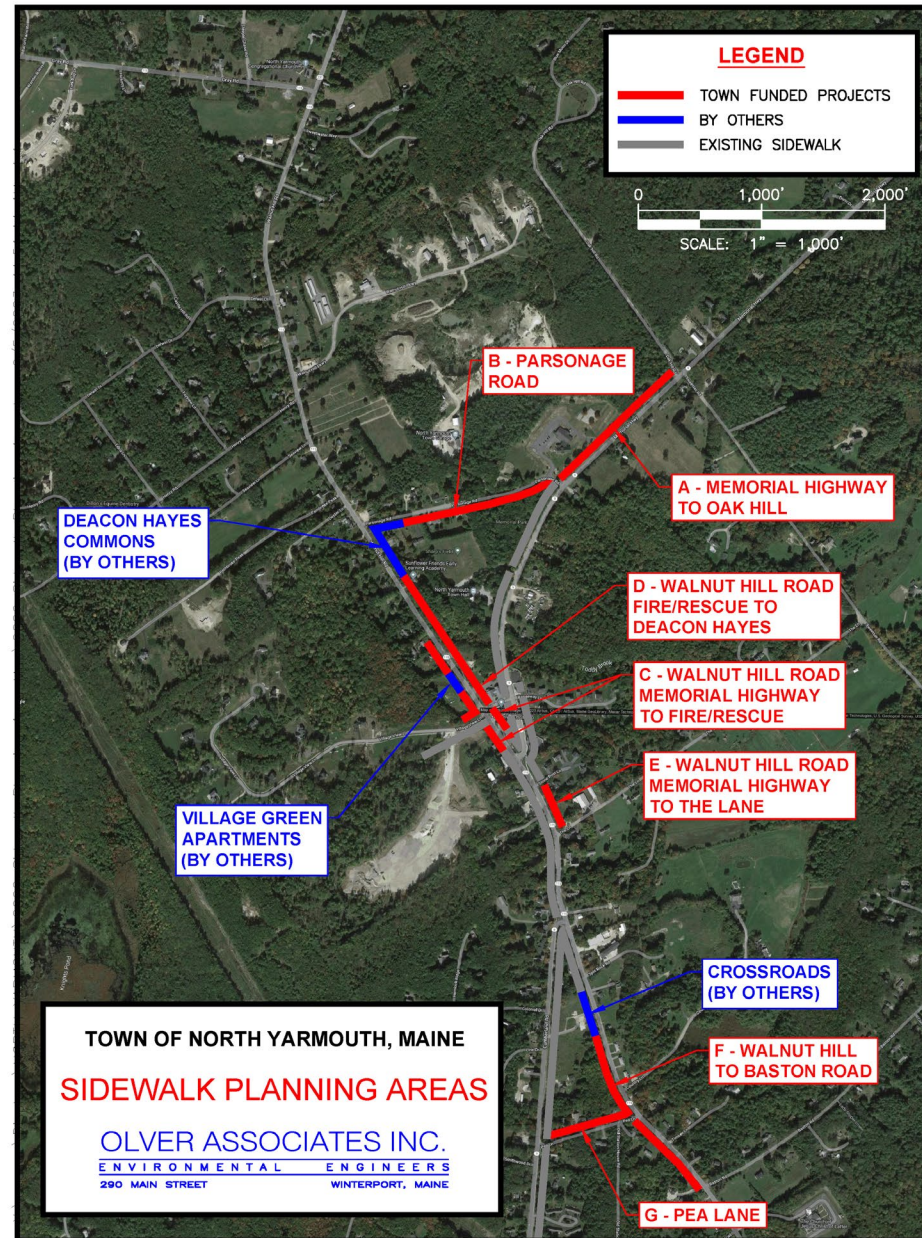 LEGEND
TOWN FUNDED PROJECTS
BY OTHERS
EXISTING SIDEWALK
0 1,000' 2,000'
SCALE: 1" = 1,000'
B - PARSONAGE
ROAD
A - MEMORIAL HIGHWAY
TO OAK HILL
DEACON HAYES
COMMONS
(BY OTHERS)
D - WALNUT HILL ROAD
FIRE/RESCUE TO
DEACON HAYES
C - WALNUT HILL ROAD
MEMORIAL HIGHWAY
TO FIRE/RESCUE
E - WALNUT HILL ROAD
MEMORIAL HIGHWAY
TO THE LANE
VILLAGE GREEN
APARTMENTS
(BY OTHERS)
Knights Pond
CROSSROADS
(BY OTHERS)
F - WALNUT HILL
TO BASTON ROAD
G - PEA LANE
TOWN OF NORTH YARMOUTH, MAINE
SIDEWALK PLANNING AREAS
OLVER ASSOCIATES INC.
ENVIRONMENTAL ENGINEERS
290 MAIN STREET WINTERPORT, MAINE